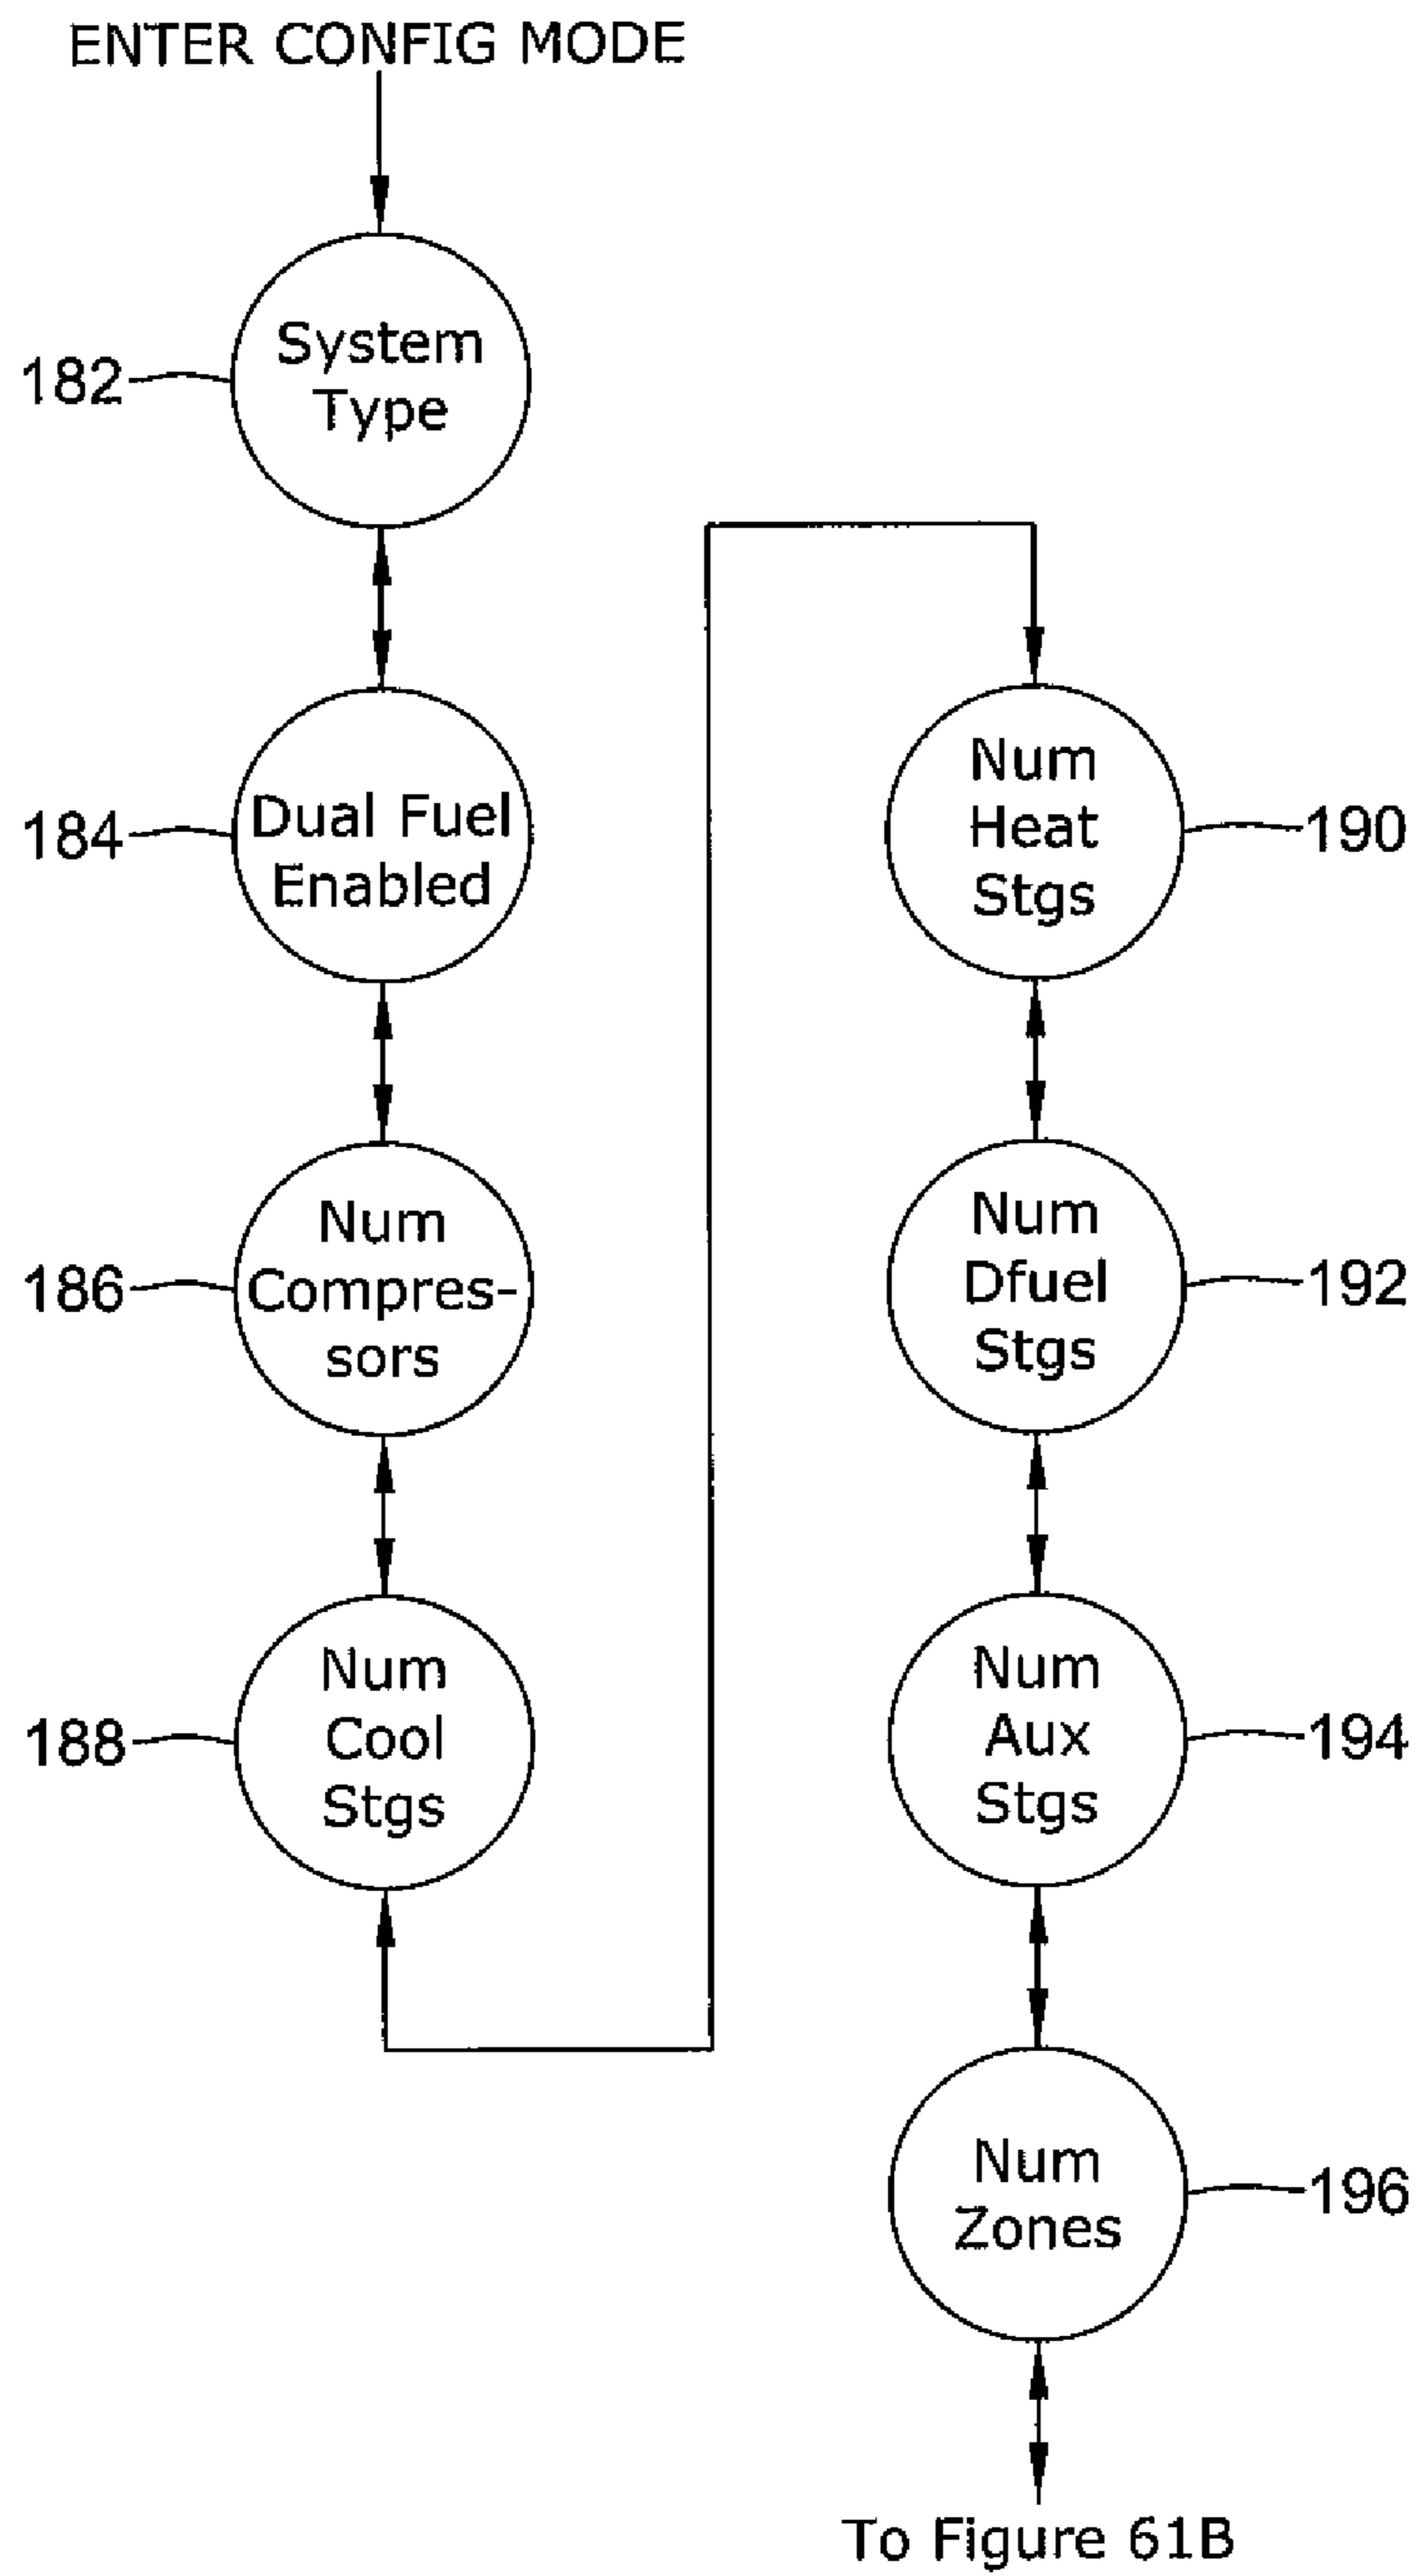 ENTER CONFIG MODE
182
System
Type
184
Dual Fuel
Enabled
186
Num
Compres-
sors
188
Num
Cool
Stgs
Num
Heat
Stgs
190
Num
Dfuel
Stgs
192
Num
Aux
Stgs
194
Num
Zones
196
To Figure 61B